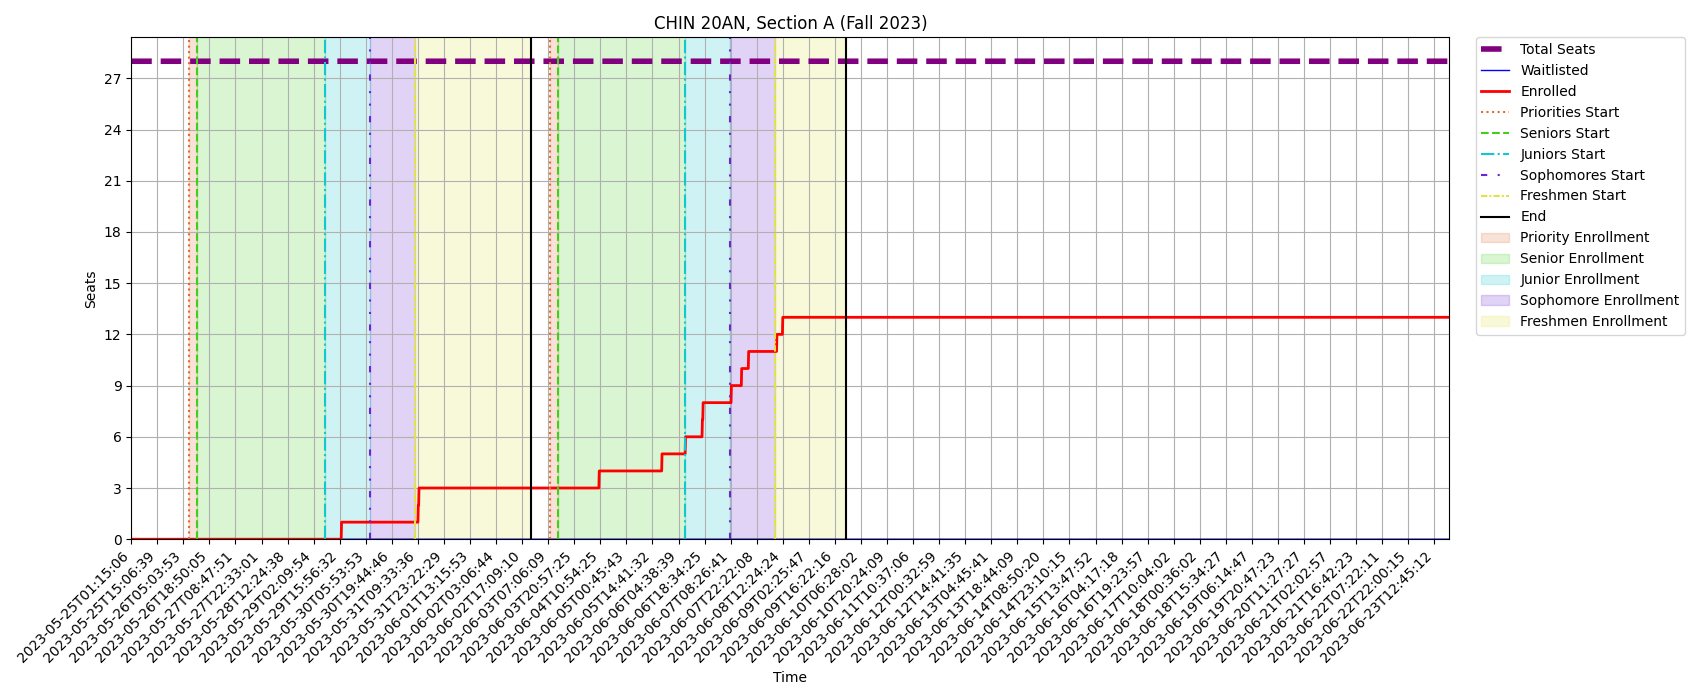 CHIN 20AN, Section A (Fall 2023)
Seats
27
24
21
18
15
12
9
6
3
0
2023-05-25T01:15:06
2023-05-25T15:06:39
2023-05-26T05:03:53
2023-05-26T18:50:05
2023-05-27T08:47:51
2023-05-27T22:33:01
2023-05-28T12:24:38
2023-05-29T02:09:54
2023-05-29T15:56:32
2023-05-30T05:53:53
2023-05-30T19:44:46
2023-05-31T09:33:36
2023-05-31T23:22:29
2023-06-01T13:15:53
2023-06-02T03:06:44
2023-06-02T17:09:10
2023-06-03T07:06:09
2023-06-03T20:57:25
2023-06-04T10:54:25
2023-06-05T00:45:43
2023-06-05T14:41:32
2023-06-06T04:38:39
2023-06-06T18:34:25
2023-06-07T08:26:41
2023-06-07T22:22:08
2023-06-08T12:24:24
2023-06-09T02:25:47
2023-06-09T16:22:16
2023-06-10T06:28:02
2023-06-10T20:24:09
2023-06-11T10:37:06
2023-06-12T00:32:59
2023-06-12T14:41:35
2023-06-13T04:45:41
2023-06-13T18:44:09
2023-06-14T08:50:20
2023-06-14T23:10:15
2023-06-15T13:47:52
2023-06-16T04:17:18
2023-06-16T19:23:57
2023-06-17T10:04:02
2023-06-18T00:36:02
2023-06-18T15:34:27
2023-06-19T06:14:47
2023-06-19T20:47:23
2023-06-20T11:27:27
2023-06-21T02:02:57
2023-06-21T16:42:23
2023-06-22T07:22:11
2023-06-22T22:00:15
2023-06-23T12:45:12
Time
Total Seats
Waitlisted
Enrolled
Priorities Start
Seniors Start
Juniors Start
Sophomores Start
Freshmen Start
End
Priority Enrollment
Senior Enrollment
Junior Enrollment
Sophomore Enrollment
Freshmen Enrollment